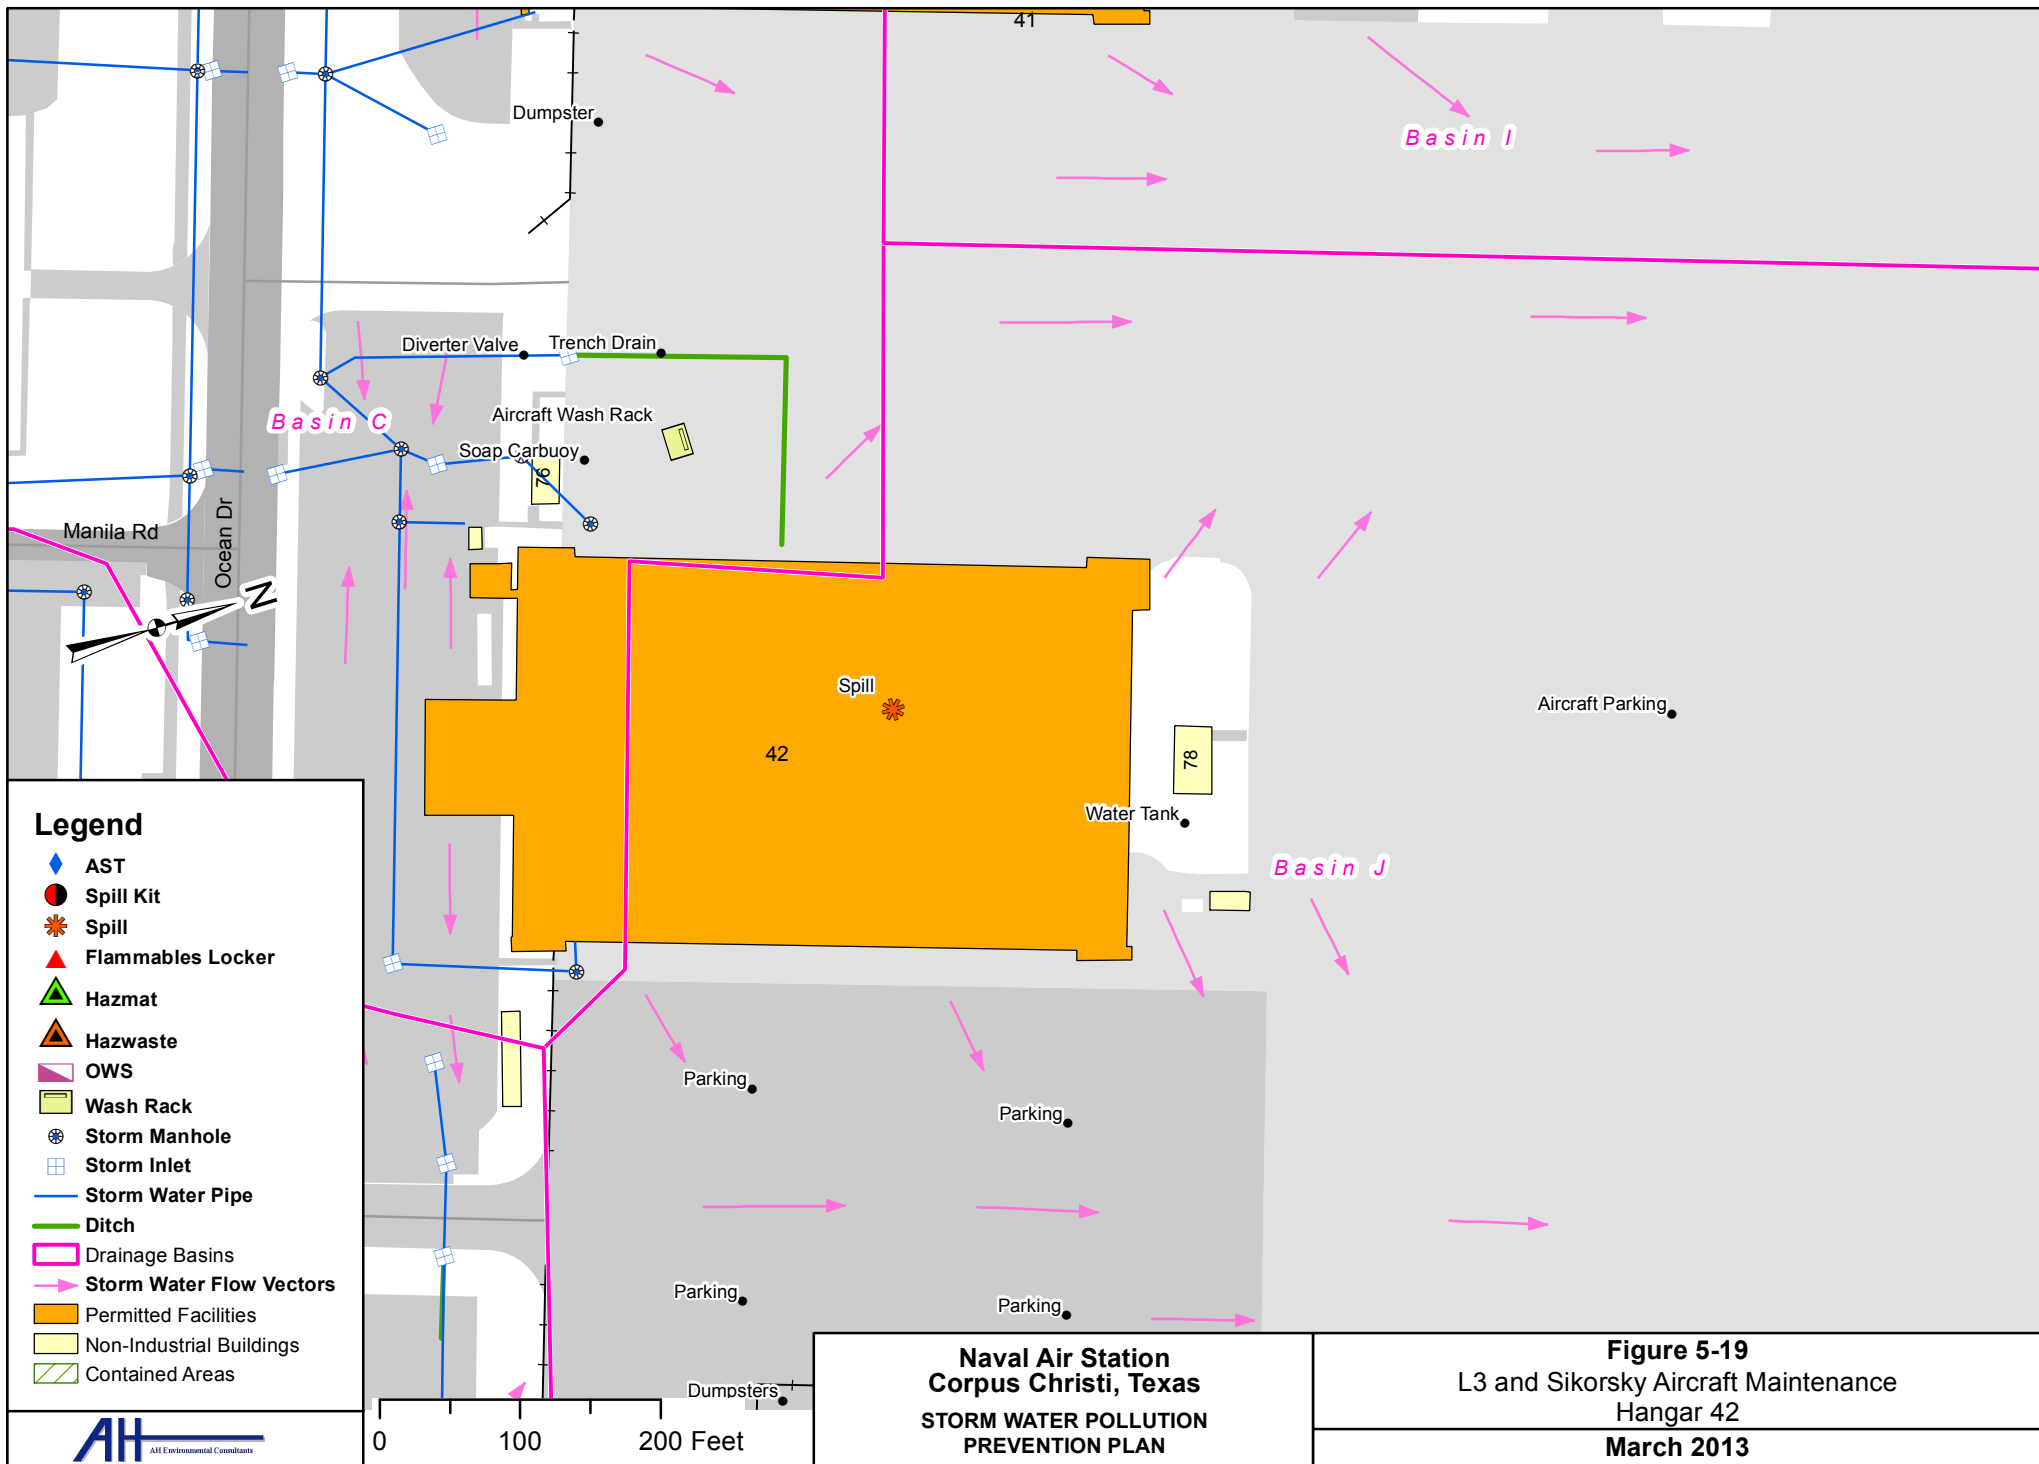 41
Dumpster
Basin I
Diverter Valve
Trench Drain
Basin C
Aircraft Wash Rack
Soap Carbuoy
76
Manila Rd
Ocean Dr
N
Spill
42
Aircraft Parking
78
Water Tank
Basin J
Parking
Parking
Parking
Parking
Dumpsters
Legend
AST
Spill Kit
Spill
Flammables Locker
Hazmat
Hazwaste
OWS
Wash Rack
Storm Manhole
Storm Inlet
Storm Water Pipe
Ditch
Drainage Basins
Storm Water Flow Vectors
Permitted Facilities
Non-Industrial Buildings
Contained Areas
AH AH Environmental Consultants
0 100 200 Feet
Naval Air Station
Corpus Christi, Texas
STORM WATER POLLUTION
PREVENTION PLAN
Figure 5-19
L3 and Sikorsky Aircraft Maintenance
Hangar 42
March 2013